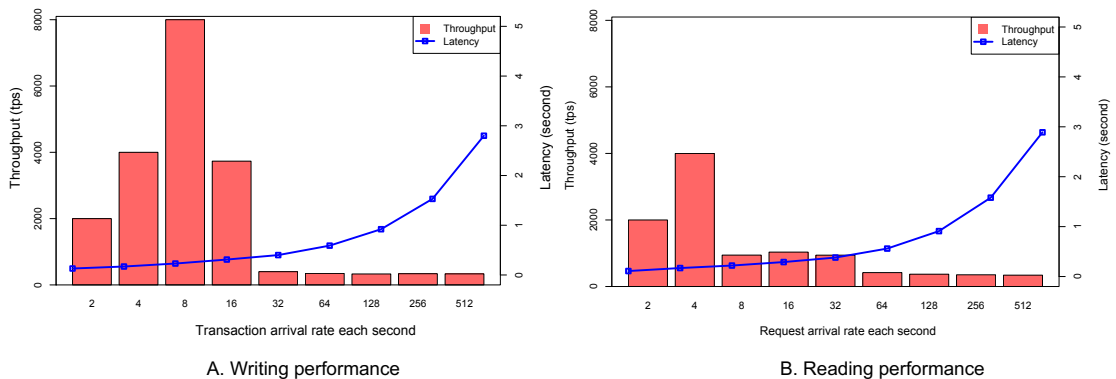 Throughput
Latency
Throughput (tps)
8000
6000
4000
2000
0
5
4
3
2
1
0
Latency (second)
2 4 8 16 32 64 128 256 512
Transaction arrival rate each second
A. Writing performance
Throughput
Latency
Throughput (tps)
8000
6000
4000
2000
0
5
4
3
2
1
0
Latency (second)
2 4 8 16 32 64 128 256 512
Request arrival rate each second
B. Reading performance